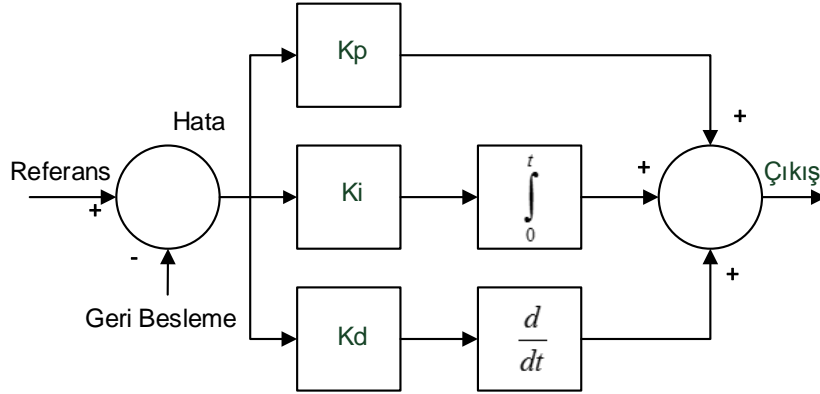 Kp
Hata
+
Referans
+
Ki
t
∫
0
+
Çıkış
-
Geri Besleme
Kd
d
dt
+